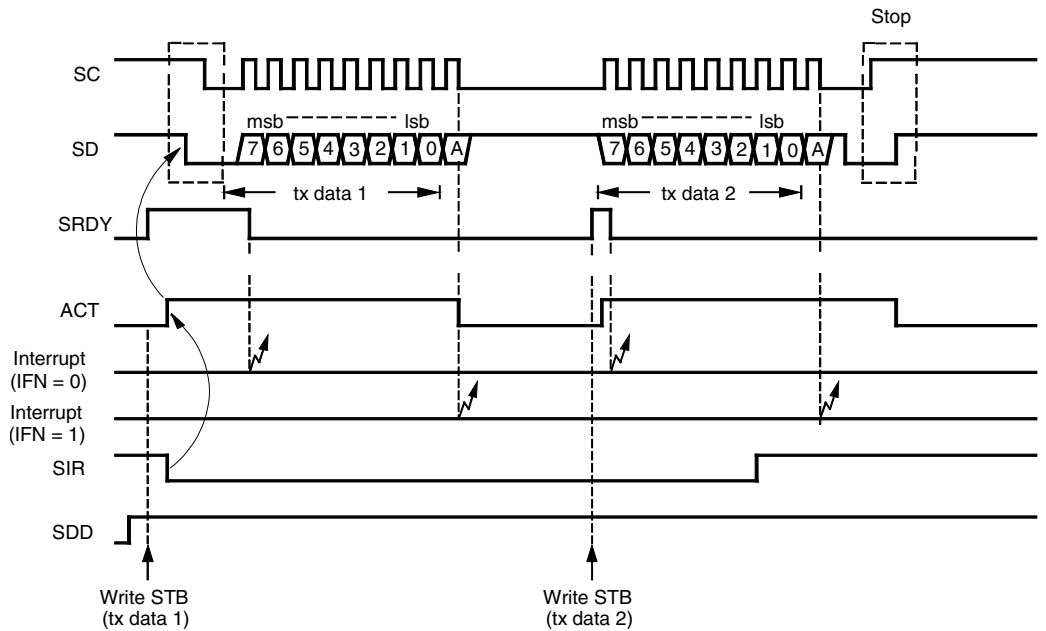 Stop
SC
msb lsb
msb lsb
SD
7 6 5 4 3 2 1 0 A
7 6 5 4 3 2 1 0 A
tx data 1
tx data 2
SRDY
ACT
Interrupt
(IFN = 0)
Interrupt
(IFN = 1)
SIR
SDD
Write STB
(tx data 1)
Write STB
(tx data 2)